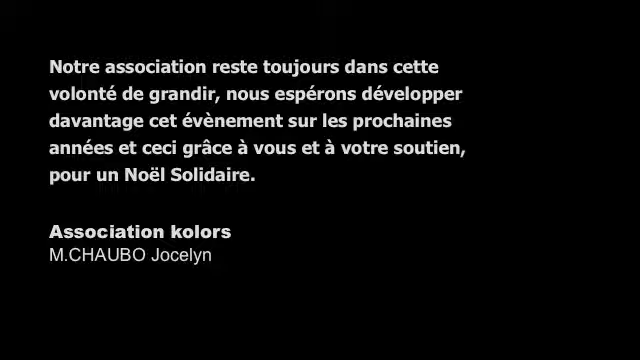 Notre association reste toujours dans cette
volonté de grandir, nous espérons développer
davantage cet évènement sur les prochaines
années et ceci grâce à vous et à votre soutien,
pour un Noël Solidaire.
Association kolors
M.CHAUBO Jocelyn